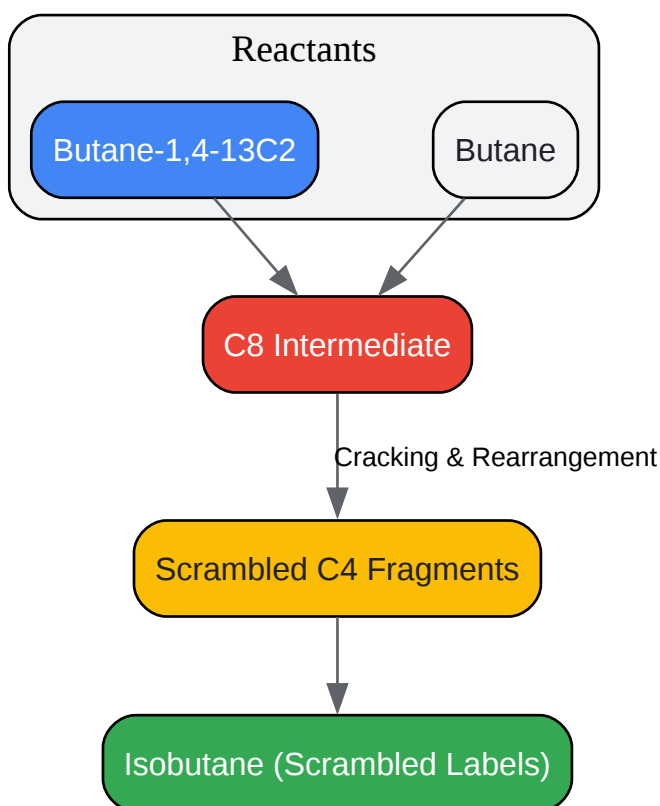 Reactants
Butane-1,4-13C2
Butane
C8 Intermediate
Cracking & Rearrangement
Scrambled C4 Fragments
Isobutane (Scrambled Labels)